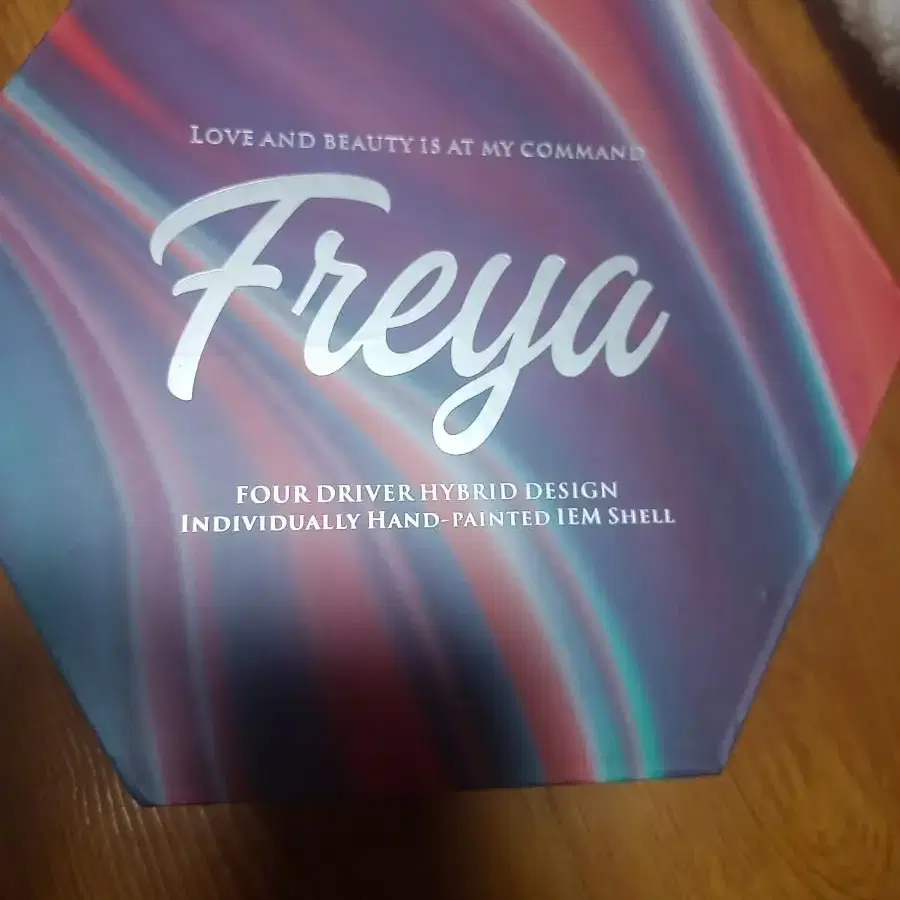 LOVE AND BEAUTY IS AT MY COMMAND
Freya
FOUR DRIVER HYBRID DESIGN
INDIVIDUALLY HAND-PAINTED IEM SHELL